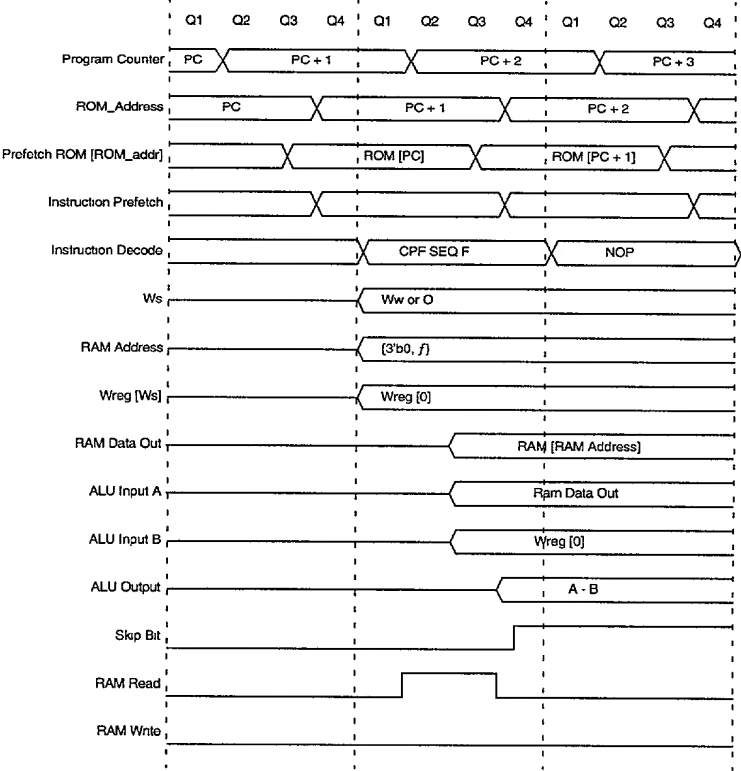 Q1 Q2 Q3 Q4 Q1 Q2 Q3 Q4 Q1 Q2 Q3 Q4
Program Counter PC PC + 1 PC + 2 PC + 3
ROM_Address PC PC + 1 PC + 2
Prefetch ROM [ROM_addr] ROM [PC] ROM [PC + 1]
Instruction Prefetch
Instruction Decode CPF SEQ F NOP
Ws Ww or O
RAM Address {3'b0, f}
Wreg [Ws] Wreg [0]
RAM Data Out RAM [RAM Address]
ALU Input A Ram Data Out
ALU Input B Wreg [0]
ALU Output A - B
Skip Bit
RAM Read
RAM Write